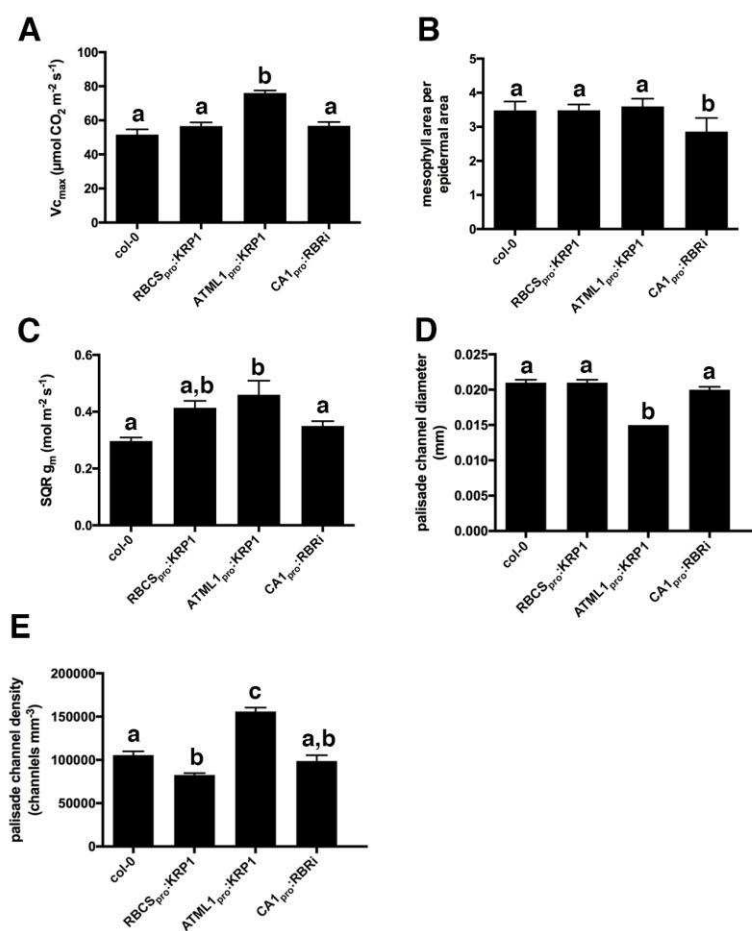 A
Vcmax (µmol CO2 m-2 s-1)
100
80
60
40
20
0
a
a
b
a
col-0
RBCSpro:KRP1
ATML1pro:KRP1
CA1pro:RBRi
B
mesophyll area per
epidermal area
5
4
3
2
1
0
a
a
a
b
col-0
RBCSpro:KRP1
ATML1pro:KRP1
CA1pro:RBRi
C
SQR gm (mol m-2 s-1)
0.6
0.4
0.2
0.0
a
a,b
b
a
col-0
RBCSpro:KRP1
ATML1pro:KRP1
CA1pro:RBRi
D
palisade channel diameter
(mm)
0.025
0.020
0.015
0.010
0.005
0.000
a
a
b
a
col-0
RBCSpro:KRP1
ATML1pro:KRP1
CA1pro:RBRi
E
palisade channel density
(channlels mm-3)
200000
150000
100000
50000
0
a
b
c
a,b
col-0
RBCSpro:KRP1
ATML1pro:KRP1
CA1pro:RBRi